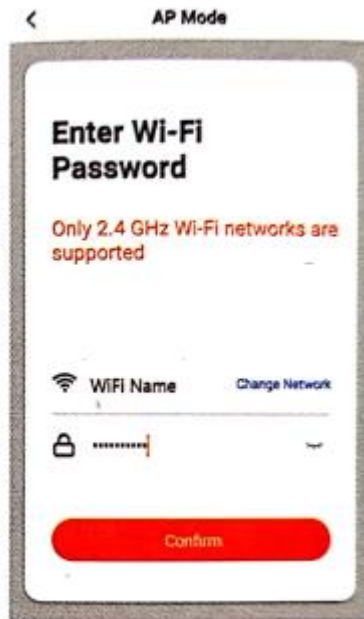 AP Mode
Enter Wi-Fi
Password
Only 2.4 GHz Wi-Fi networks are
supported
WiFi Name
Change Network
Confirm